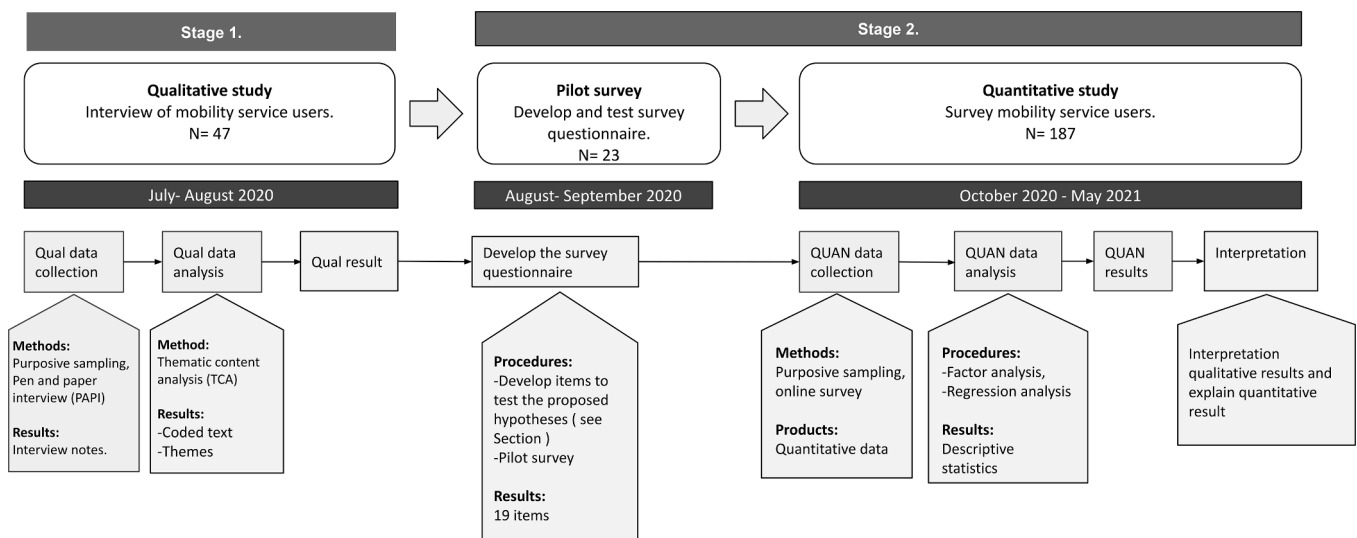 Stage 1.
Stage 2.
Qualitative study
Interview of mobility service users.
N= 47
Pilot survey
Develop and test survey
questionnaire.
N= 23
Quantitative study
Survey mobility service users.
N= 187
July- August 2020
August- September 2020
October 2020 - May 2021
Qual data
collection
Qual data
analysis
Qual result
Develop the survey
questionnaire
QUAN data
collection
QUAN data
analysis
QUAN
results
Interpretation
Methods:
Purposive sampling,
Pen and paper
interview (PAPI)
Results:
Interview notes.
Method:
Thematic content
analysis (TCA)
Results:
-Coded text
-Themes
Procedures:
-Develop items to
test the proposed
hypotheses ( see
Section )
-Pilot survey
Results:
19 items
Methods:
Purposive sampling,
online survey
Products:
Quantitative data
Procedures:
-Factor analysis,
-Regression analysis
Results:
Descriptive
statistics
Interpretation
qualitative results and
explain quantitative
result